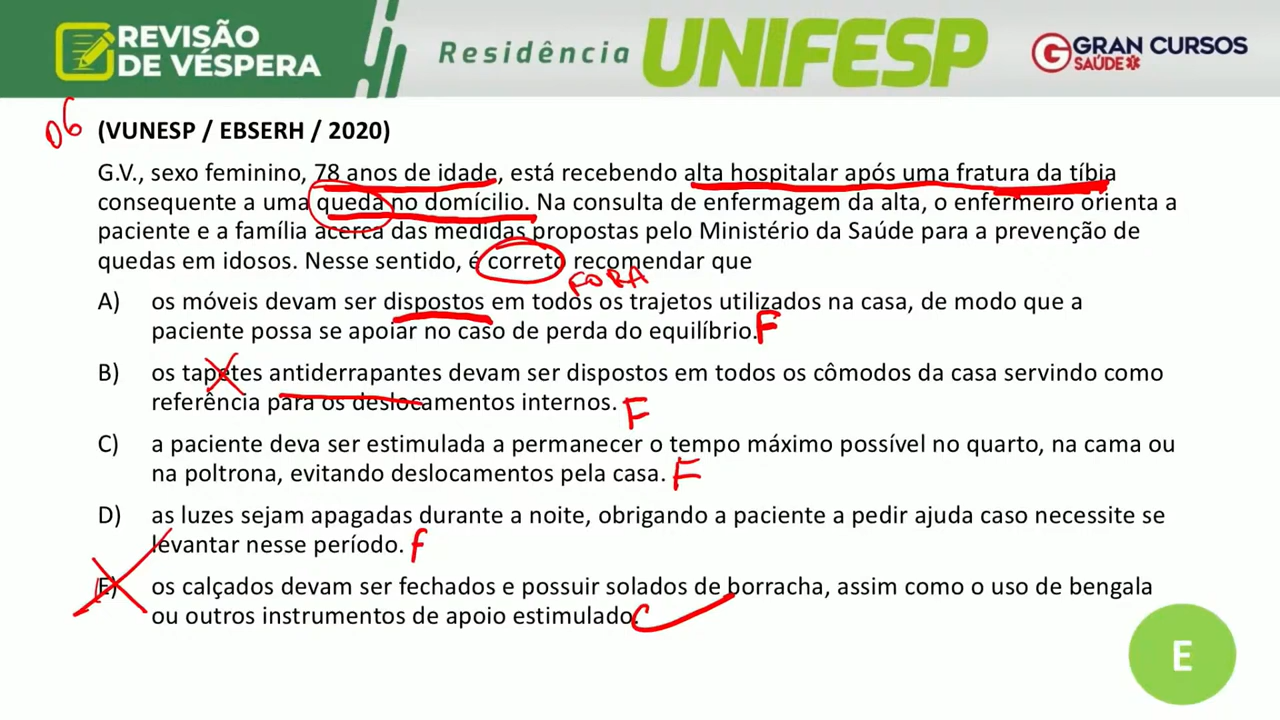 REVISÃO
DE VÉSPERA
Residência UNIFESP
GRAN CURSOS
SAÚDE
06 (VUNESP / EBSERH / 2020)
G.V., sexo feminino, 78 anos de idade, está recebendo alta hospitalar após uma fratura da tíbia
consequente a uma queda no domícilio. Na consulta de enfermagem da alta, o enfermeiro orienta a
paciente e a família acerca das medidas propostas pelo Ministério da Saúde para a prevenção de
quedas em idosos. Nesse sentido, é correto recomendar que
FORA
A) os móveis devam ser dispostos em todos os trajetos utilizados na casa, de modo que a
paciente possa se apoiar no caso de perda do equilíbrio. F
B) os tapetes antiderrapantes devam ser dispostos em todos os cômodos da casa servindo como
referência para os deslocamentos internos. F
C) a paciente deva ser estimulada a permanecer o tempo máximo possível no quarto, na cama ou
na poltrona, evitando deslocamentos pela casa. F
D) as luzes sejam apagadas durante a noite, obrigando a paciente a pedir ajuda caso necessite se
levantar nesse período. F
E) os calçados devam ser fechados e possuir solados de borracha, assim como o uso de bengala
ou outros instrumentos de apoio estimulado.
E